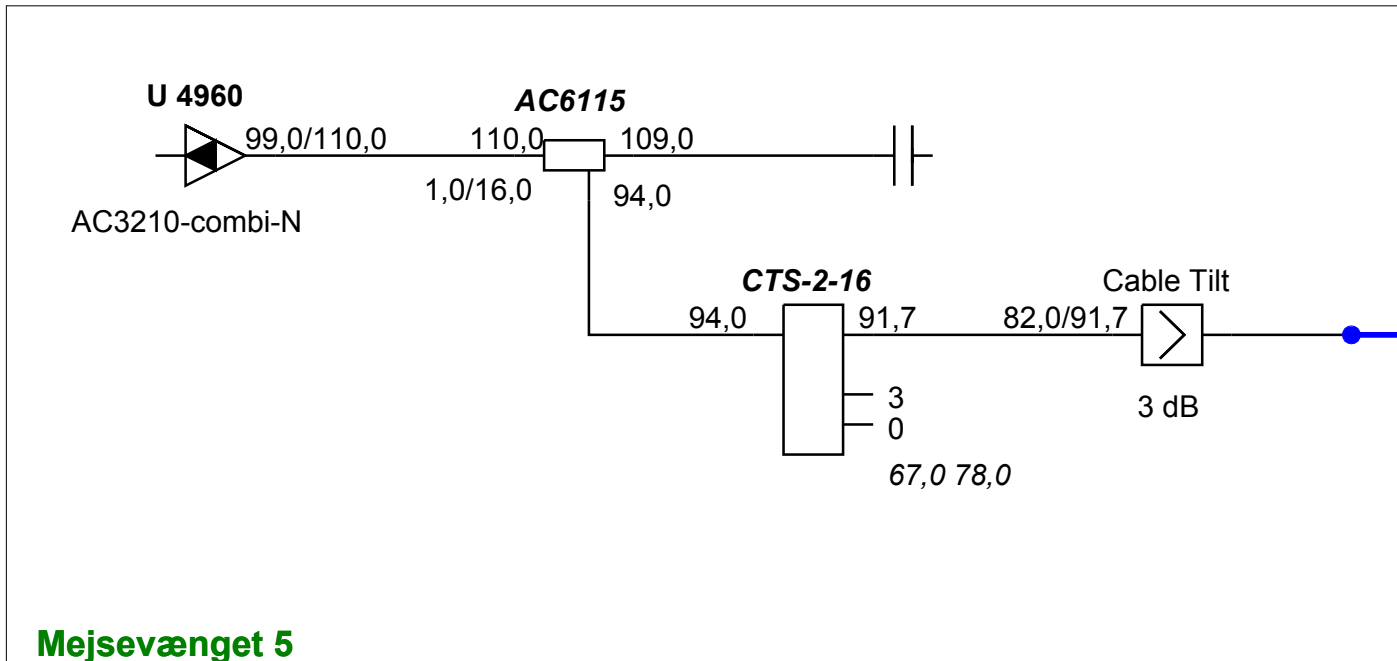 U 4960
AC6115
99,0/110,0
110,0
109,0
1,0/16,0
94,0
AC3210-combi-N
CTS-2-16
Cable Tilt
94,0
91,7
82,0/91,7
3
0
3 dB
67,0 78,0
Mejsevænget 5